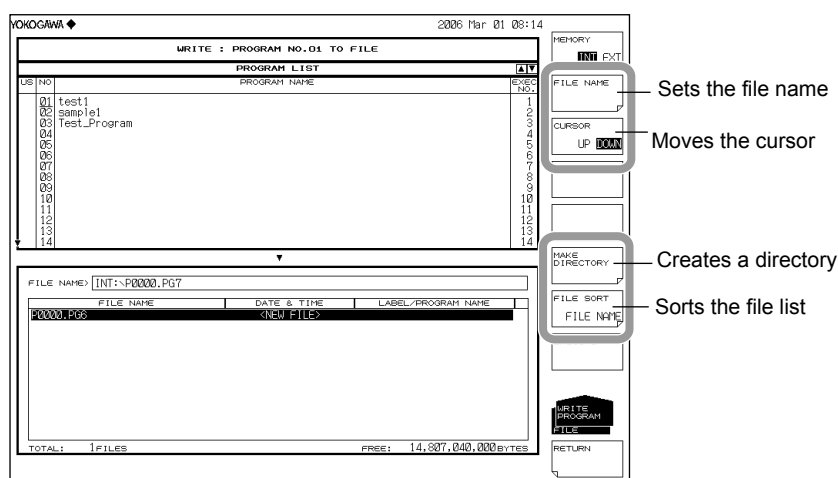 YOKOGAWA ◆ 2006 Mar 01 08:14
WRITE : PROGRAM NO.01 TO FILE
PROGRAM LIST
US NO PROGRAM NAME EXEC NO.
01 test1 1
02 sample1 2
03 Test_Program 3
04 4
05 5
06 6
07 7
08 8
09 9
10 10
11 11
12 12
13 13
14 14
FILE NAME> INT:\P0000.PG7
FILE NAME DATE & TIME LABEL/PROGRAM NAME
P0000.PG6 <NEW FILE>
TOTAL: 1FILES FREE: 14,807,040,000BYTES
MEMORY
INT EXT
FILE NAME
CURSOR
UP DOWN
MAKE
DIRECTORY
FILE SORT
FILE NAME
WRITE
PROGRAM
FILE
RETURN
Sets the file name
Moves the cursor
Creates a directory
Sorts the file list